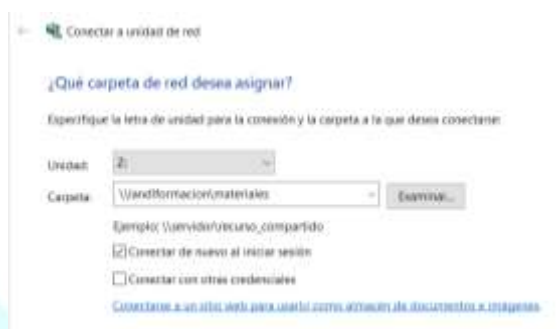 Conectar a unidad de red
¿Qué carpeta de red desea asignar?
Especifique la letra de unidad para la conexión y la carpeta a la que desea conectarse:
Unidad: Z:
Carpeta: \\andlformacion\materiales Examinar...
Ejemplo: \\servidor\recurso_compartido
Conectar de nuevo al iniciar sesión
Conectar con otras credenciales
Conectarse a un sitio web para usarlo como almacén de documentos e imágenes